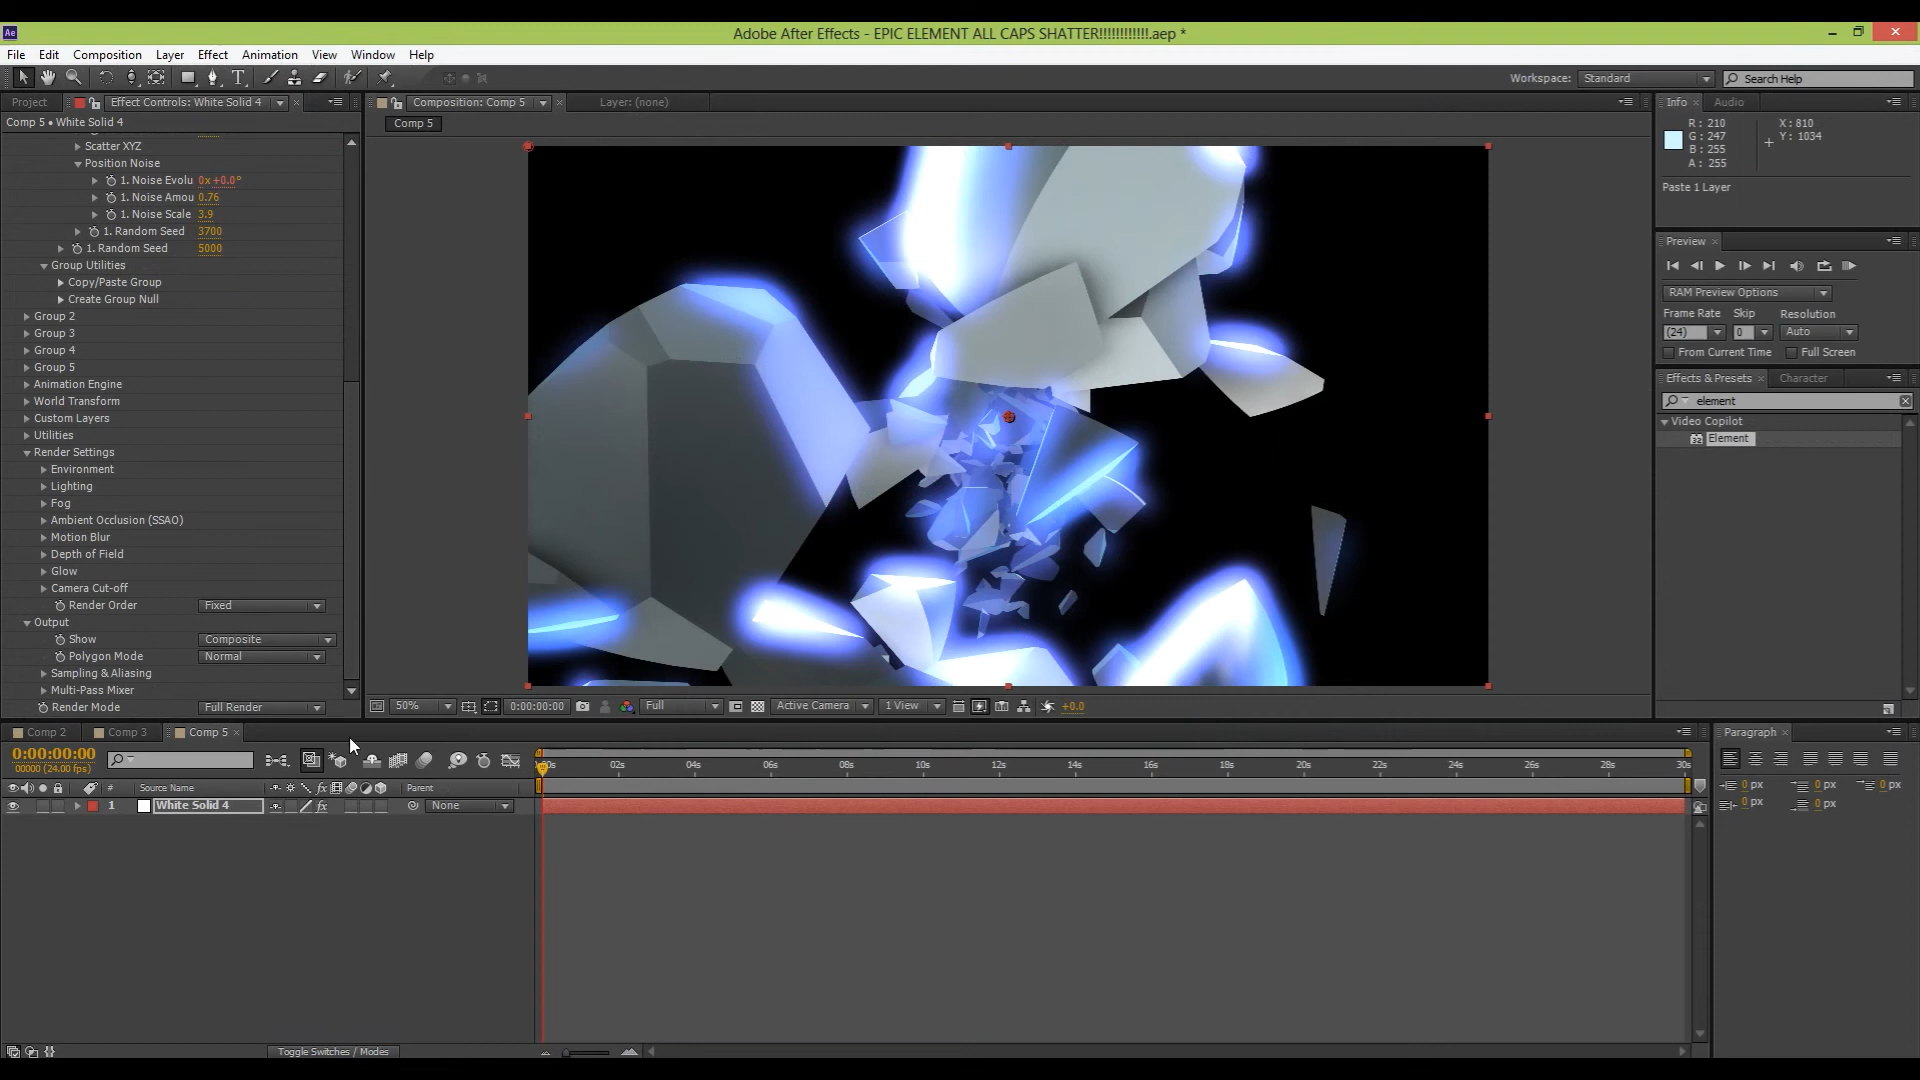 Adobe After Effects - EPIC ELEMENT ALL CAPS SHATTER!!!!!!!!!!!!.aep *
File Edit Composition Layer Effect Animation View Window Help
Workspace: Standard Search Help
Project Effect Controls: White Solid 4 Composition: Comp 5 Layer: (none) Info Audio
Comp 5 • White Solid 4
Comp 5
Scatter XYZ
Position Noise
1. Noise Evolu 0x +0.0°
1. Noise Amou 0.76
1. Noise Scale 3.9
1. Random Seed 3700
1. Random Seed 5000
Group Utilities
Copy/Paste Group
Create Group Null
Group 2
Group 3
Group 4
Group 5
Animation Engine
World Transform
Custom Layers
Utilities
Render Settings
Environment
Lighting
Fog
Ambient Occlusion (SSAO)
Motion Blur
Depth of Field
Glow
Camera Cut-off
Render Order Fixed
Output
Show Composite
Polygon Mode Normal
Sampling & Aliasing
Multi-Pass Mixer
Render Mode Full Render
50% 0:00:00:00 Full Active Camera 1 View +0.0
R: 210 X: 810
G: 247 Y: 1034
B: 255
A: 255
Paste 1 Layer
Preview
RAM Preview Options
Frame Rate Skip Resolution
(24) 0 Auto
From Current Time Full Screen
Effects & Presets Character
element
Video Copilot
32 Element
Comp 2 Comp 3 Comp 5
0:00:00:00
00000 (24.00 fps)
# Source Name fx Parent
1 White Solid 4 fx None
02s 04s 06s 08s 10s 12s 14s 16s 18s 20s 22s 24s 26s 28s 30s
Toggle Switches / Modes
Paragraph
0 px 0 px 0 px
0 px 0 px